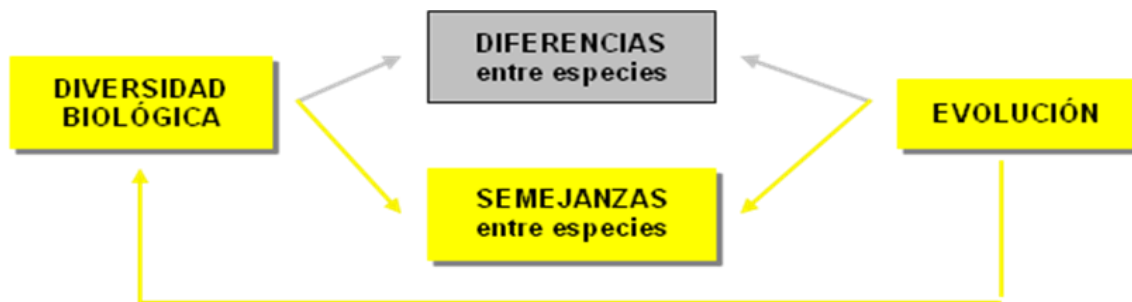 DIFERENCIAS
entre especies
DIVERSIDAD
BIOLÓGICA
EVOLUCIÓN
SEMEJANZAS
entre especies